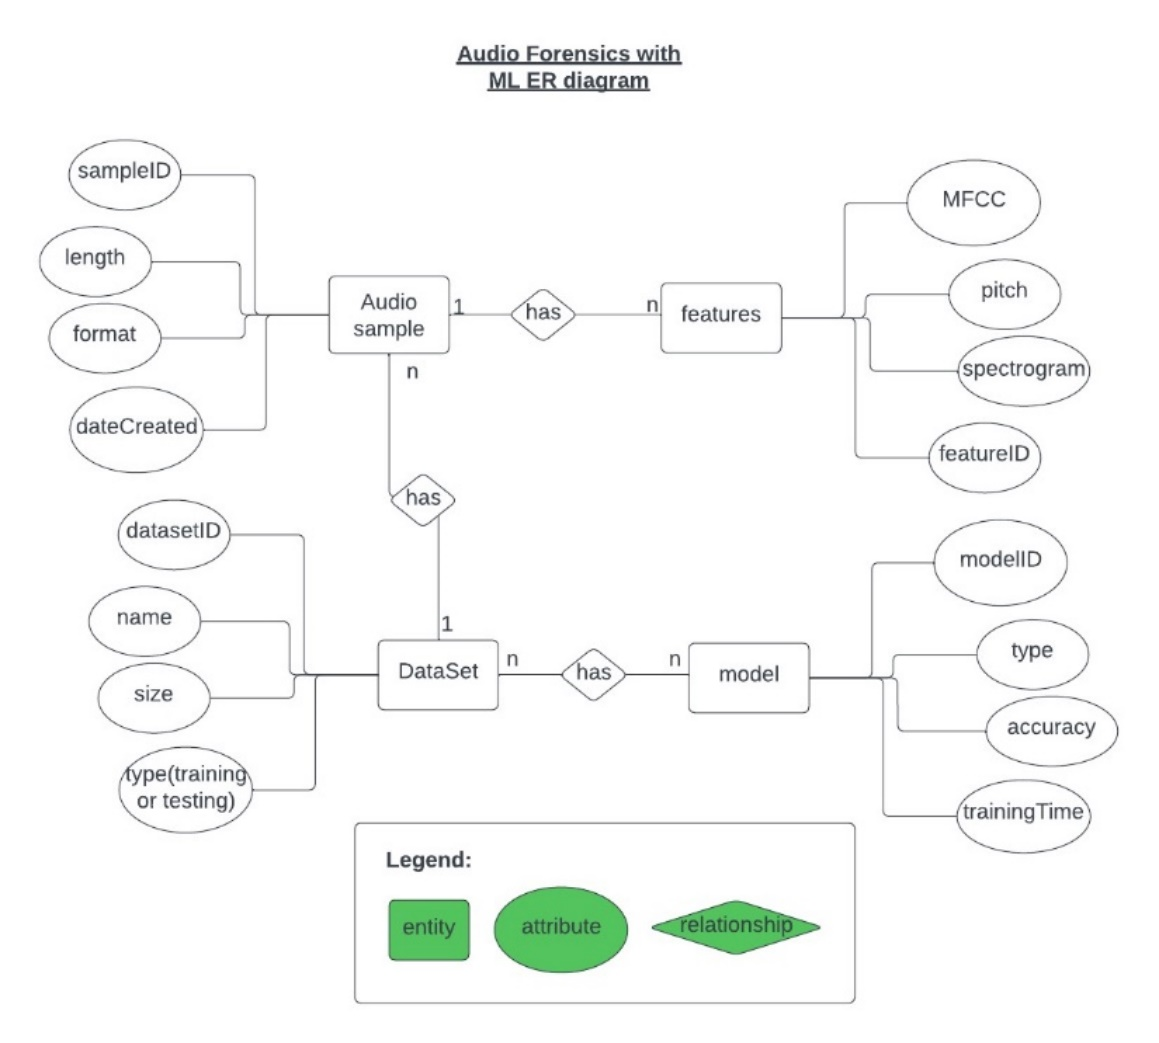 Audio Forensics with
ML ER diagram
sampleID
length
format
dateCreated
Audio
sample
1
has
n
features
MFCC
pitch
spectrogram
featureID
n
has
1
datasetID
name
size
type(training
or testing)
DataSet
n
has
n
model
modelID
type
accuracy
trainingTime
Legend:
entity
attribute
relationship